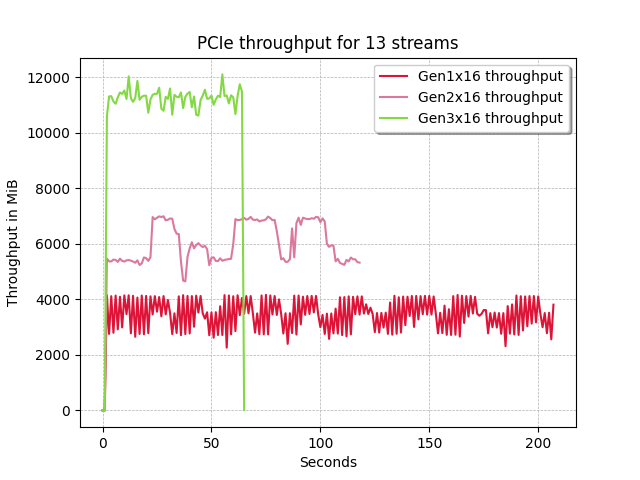 PCIe throughput for 13 streams
Gen1x16 throughput
Gen2x16 throughput
Gen3x16 throughput
Throughput in MiB
12000
10000
8000
6000
4000
2000
0
0
50
100
150
200
Seconds